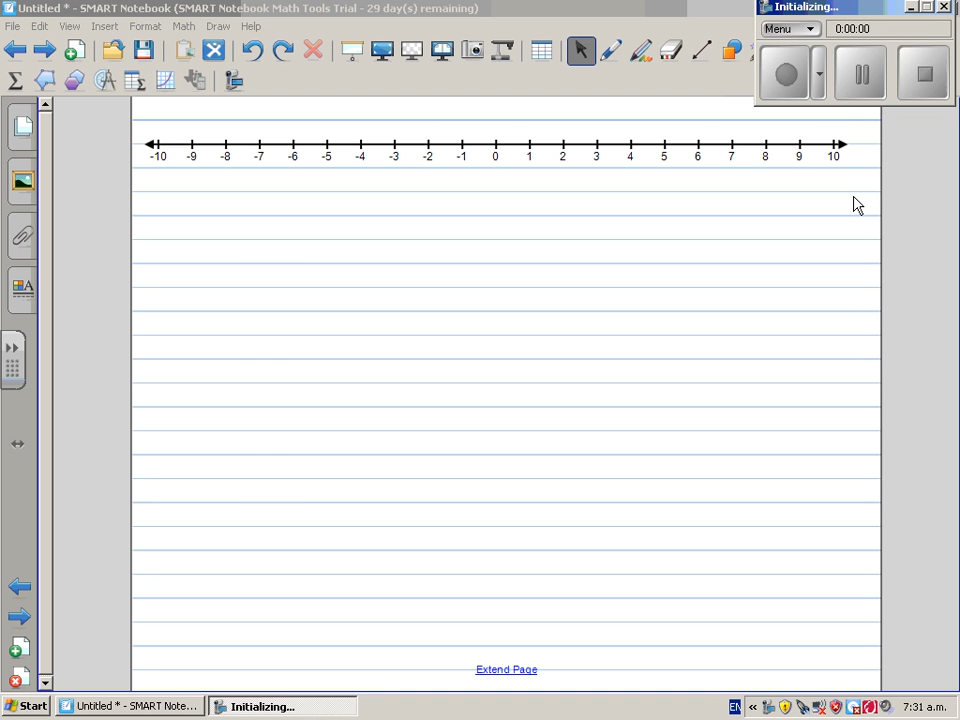 Untitled * - SMART Notebook (SMART Notebook Math Tools Trial - 29 day(s) remaining)
Initializing...
File Edit View Insert Format Math Draw Help
Menu 0:00:00
-10 -9 -8 -7 -6 -5 -4 -3 -2 -1 0 1 2 3 4 5 6 7 8 9 10
Extend Page
Start Untitled * - SMART Note... Initializing... EN 7:31 a.m.